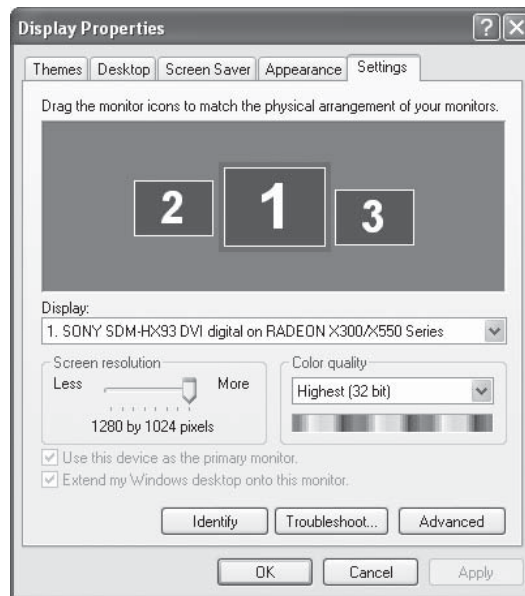 Display Properties
Themes Desktop Screen Saver Appearance Settings
Drag the monitor icons to match the physical arrangement of your monitors.
2 1 3
Display:
1. SONY SDM-HX93 DVI digital on RADEON X300/X550 Series
Screen resolution
Less More
1280 by 1024 pixels
Color quality
Highest (32 bit)
Use this device as the primary monitor.
Extend my Windows desktop onto this monitor.
Identify Troubleshoot... Advanced
OK Cancel Apply